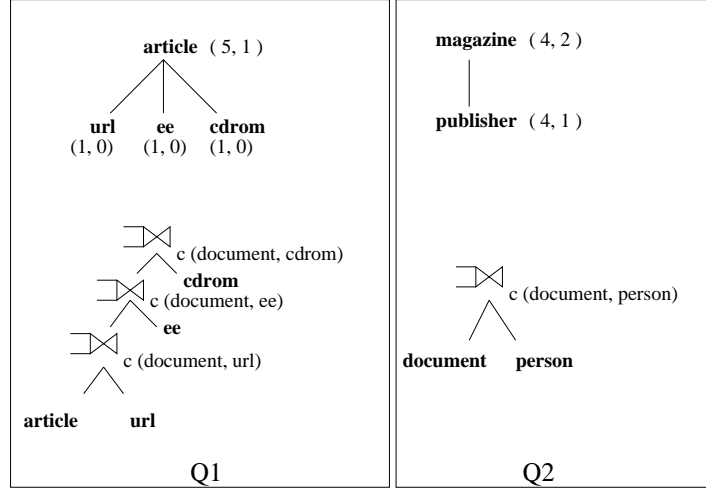 article ( 5, 1 )
url ee cdrom
(1, 0) (1, 0) (1, 0)
c (document, cdrom)
cdrom
c (document, ee)
ee
c (document, url)
article url
Q1
magazine ( 4, 2 )
publisher ( 4, 1 )
c (document, person)
document person
Q2